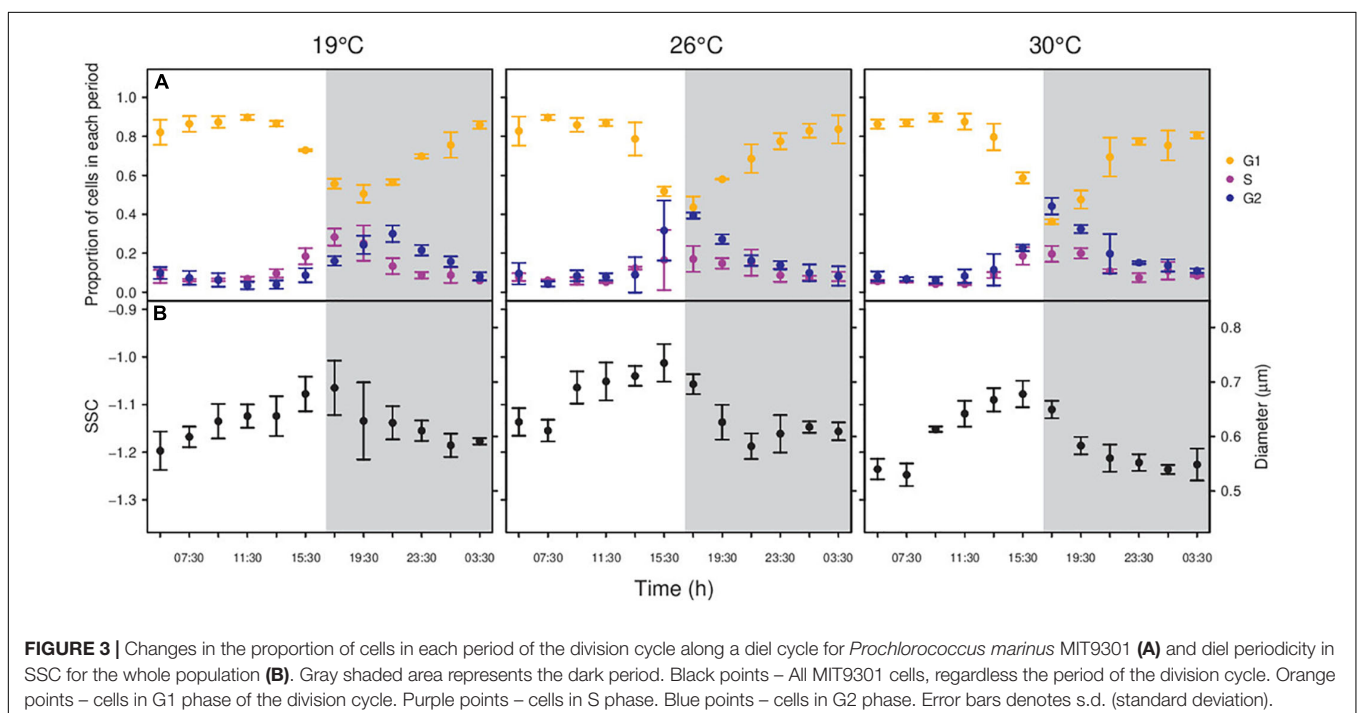 19°C 26°C 30°C
A
Proportion of cells in each period
1.0
0.8
0.6
0.4
0.2
0.0
G1
S
G2
B
SSC
−0.9
−1.0
−1.1
−1.2
−1.3
0.8
0.7
0.6
0.5
Diameter (μm)
07:30 11:30 15:30 19:30 23:30 03:30 07:30 11:30 15:30 19:30 23:30 03:30 07:30 11:30 15:30 19:30 23:30 03:30
Time (h)
FIGURE 3 | Changes in the proportion of cells in each period of the division cycle along a diel cycle for Prochlorococcus marinus MIT9301 (A) and diel periodicity in
SSC for the whole population (B). Gray shaded area represents the dark period. Black points – All MIT9301 cells, regardless the period of the division cycle. Orange
points – cells in G1 phase of the division cycle. Purple points – cells in S phase. Blue points – cells in G2 phase. Error bars denotes s.d. (standard deviation).